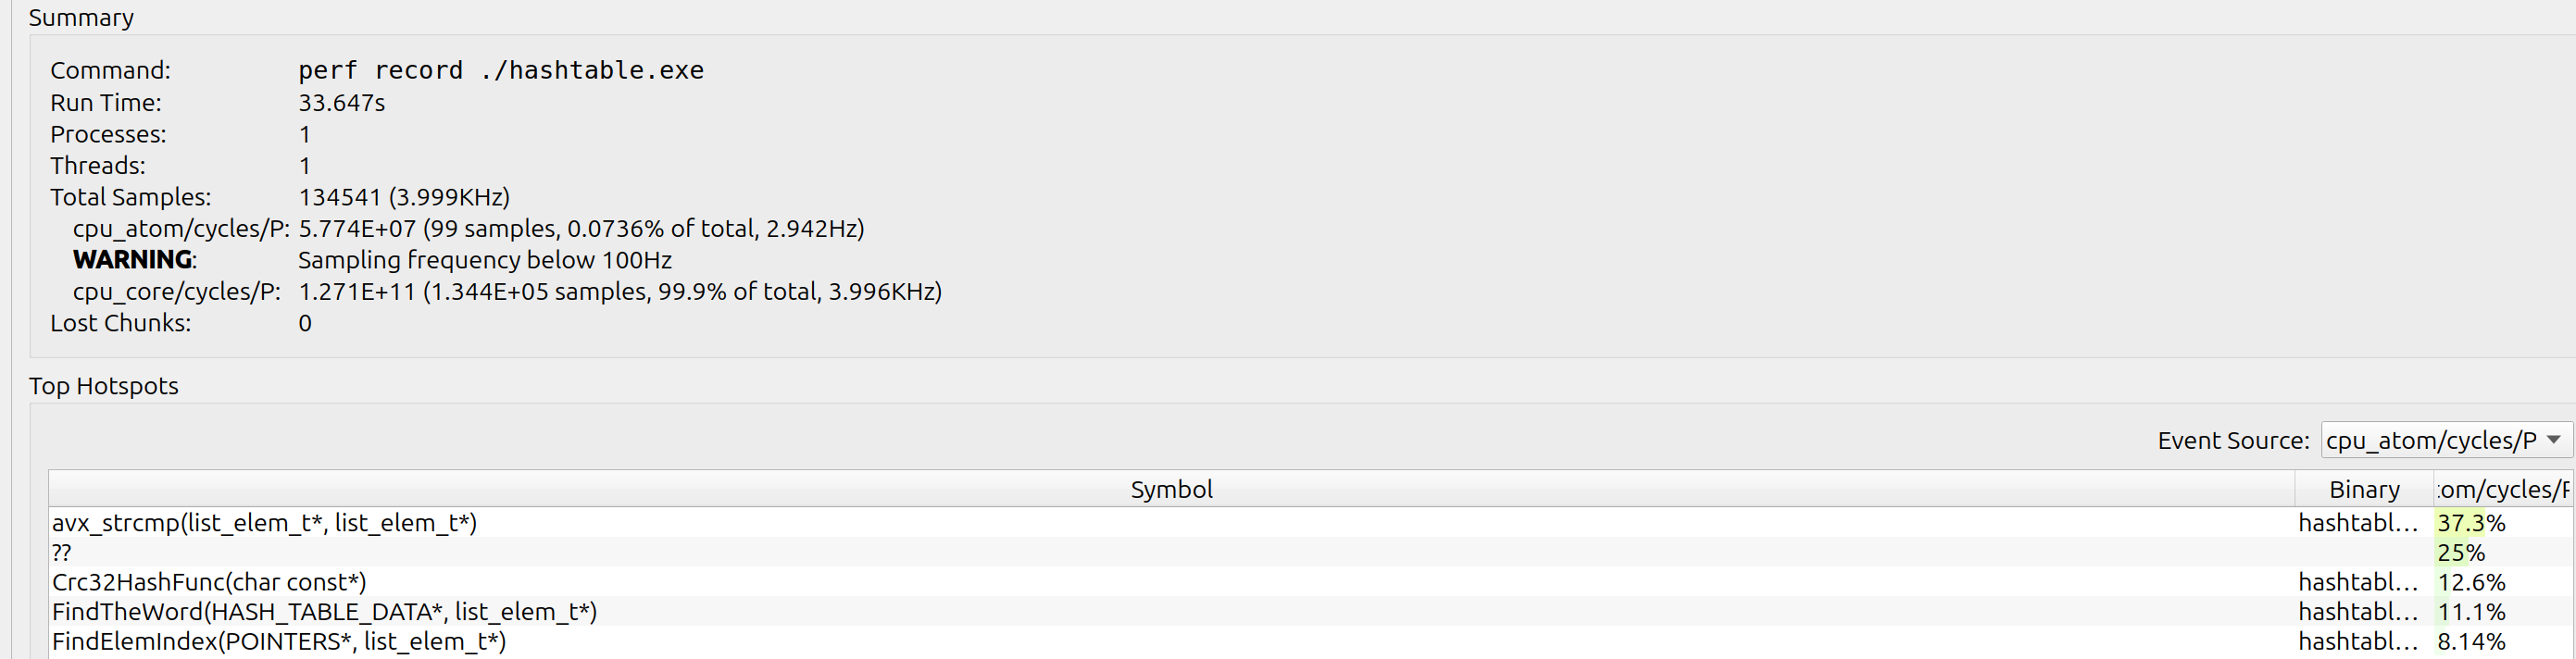 Summary
Command: perf record ./hashtable.exe
Run Time: 33.647s
Processes: 1
Threads: 1
Total Samples: 134541 (3.999KHz)
cpu_atom/cycles/P: 5.774E+07 (99 samples, 0.0736% of total, 2.942Hz)
WARNING: Sampling frequency below 100Hz
cpu_core/cycles/P: 1.271E+11 (1.344E+05 samples, 99.9% of total, 3.996KHz)
Lost Chunks: 0
Top Hotspots
Event Source: cpu_atom/cycles/P
Symbol Binary :om/cycles/P
avx_strcmp(list_elem_t*, list_elem_t*) hashtabl... 37.3%
?? 25%
Crc32HashFunc(char const*) hashtabl... 12.6%
FindTheWord(HASH_TABLE_DATA*, list_elem_t*) hashtabl... 11.1%
FindElemIndex(POINTERS*, list_elem_t*) hashtabl... 8.14%